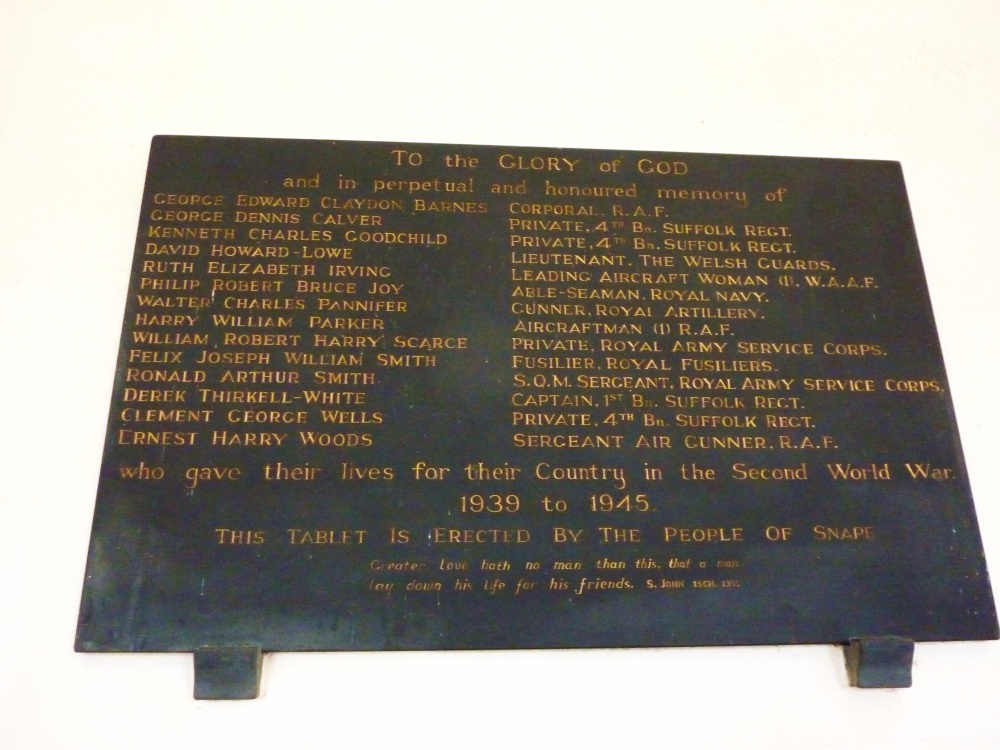 TO the GLORY of GOD
and in perpetual and honoured memory of
GEORGE EDWARD CLAYDON BARNES CORPORAL, R.A.F.
GEORGE DENNIS CALVER PRIVATE, 4TH Bn. SUFFOLK REGT.
KENNETH CHARLES GOODCHILD PRIVATE, 4TH Bn. SUFFOLK REGT.
DAVID HOWARD-LOWE LIEUTENANT, THE WELSH GUARDS.
RUTH ELIZABETH IRVING LEADING AIRCRAFT WOMAN (1), W.A.A.F.
PHILIP ROBERT BRUCE JOY ABLE-SEAMAN, ROYAL NAVY.
WALTER CHARLES PANNIFER GUNNER, ROYAL ARTILLERY.
HARRY WILLIAM PARKER AIRCRAFTMAN (1) R.A.F.
WILLIAM ROBERT HARRY SCARCE PRIVATE, ROYAL ARMY SERVICE CORPS.
FELIX JOSEPH WILLIAM SMITH FUSILIER, ROYAL FUSILIERS.
RONALD ARTHUR SMITH S.Q.M. SERGEANT, ROYAL ARMY SERVICE CORPS.
DEREK THIRKELL-WHITE CAPTAIN, 1ST Bn. SUFFOLK REGT.
CLEMENT GEORGE WELLS PRIVATE, 4TH Bn. SUFFOLK REGT.
ERNEST HARRY WOODS SERGEANT AIR GUNNER, R.A.F.
who gave their lives for their Country in the Second World War.
1939 to 1945.
THIS TABLET IS ERECTED BY THE PEOPLE OF SNAPE
Greater love hath no man than this, that a man
lay down his life for his friends. S. JOHN 15CH.